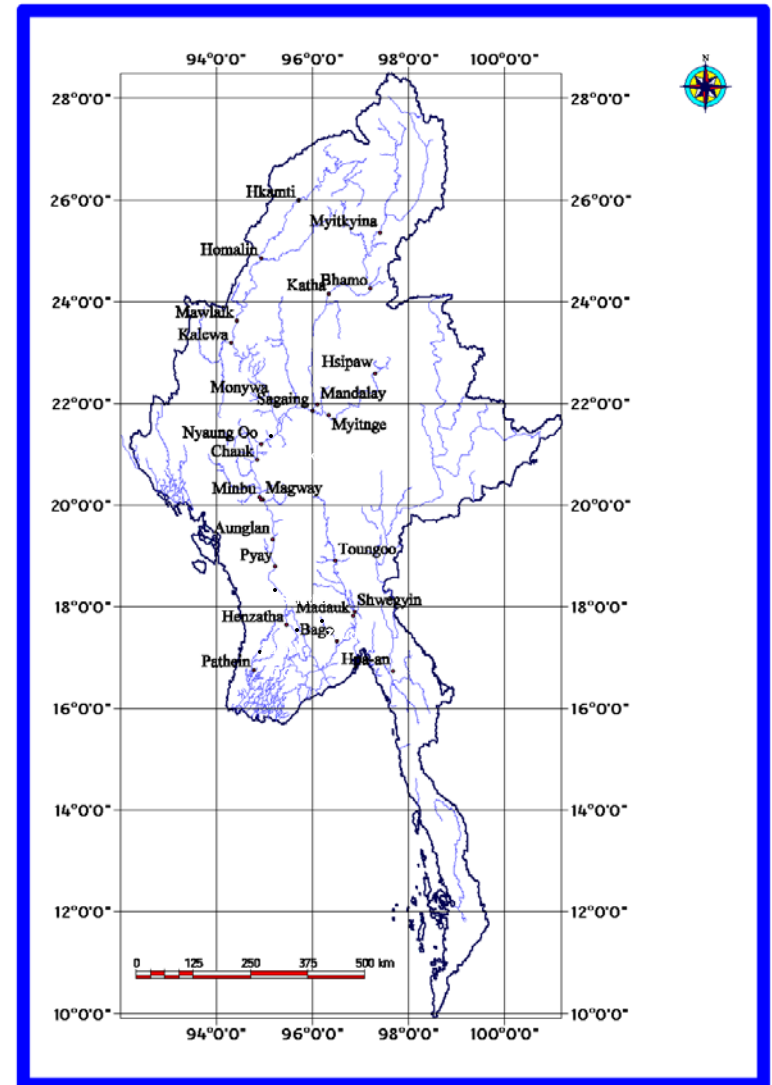 N
94°0'0" 96°0'0" 98°0'0" 100°0'0"
28°0'0" 28°0'0"
26°0'0" 26°0'0"
Hkamti
Myitkyina
Homalin
Katha Bhamo
24°0'0" 24°0'0"
Mawlaik
Kalewa
Hsipaw
Monywa
Sagaing Mandalay
22°0'0" 22°0'0"
Myitnge
Nyaung Oo
Chauk
Minbu Magway
20°0'0" 20°0'0"
Aunglan
Toungoo
Pyay
18°0'0" 18°0'0"
Madauk Shwegyin
Henzatha
Bago
Pathein Hpa-an
16°0'0" 16°0'0"
14°0'0" 14°0'0"
12°0'0" 12°0'0"
0 125 250 375 500 km
10°0'0" 10°0'0"
94°0'0" 96°0'0" 98°0'0" 100°0'0"